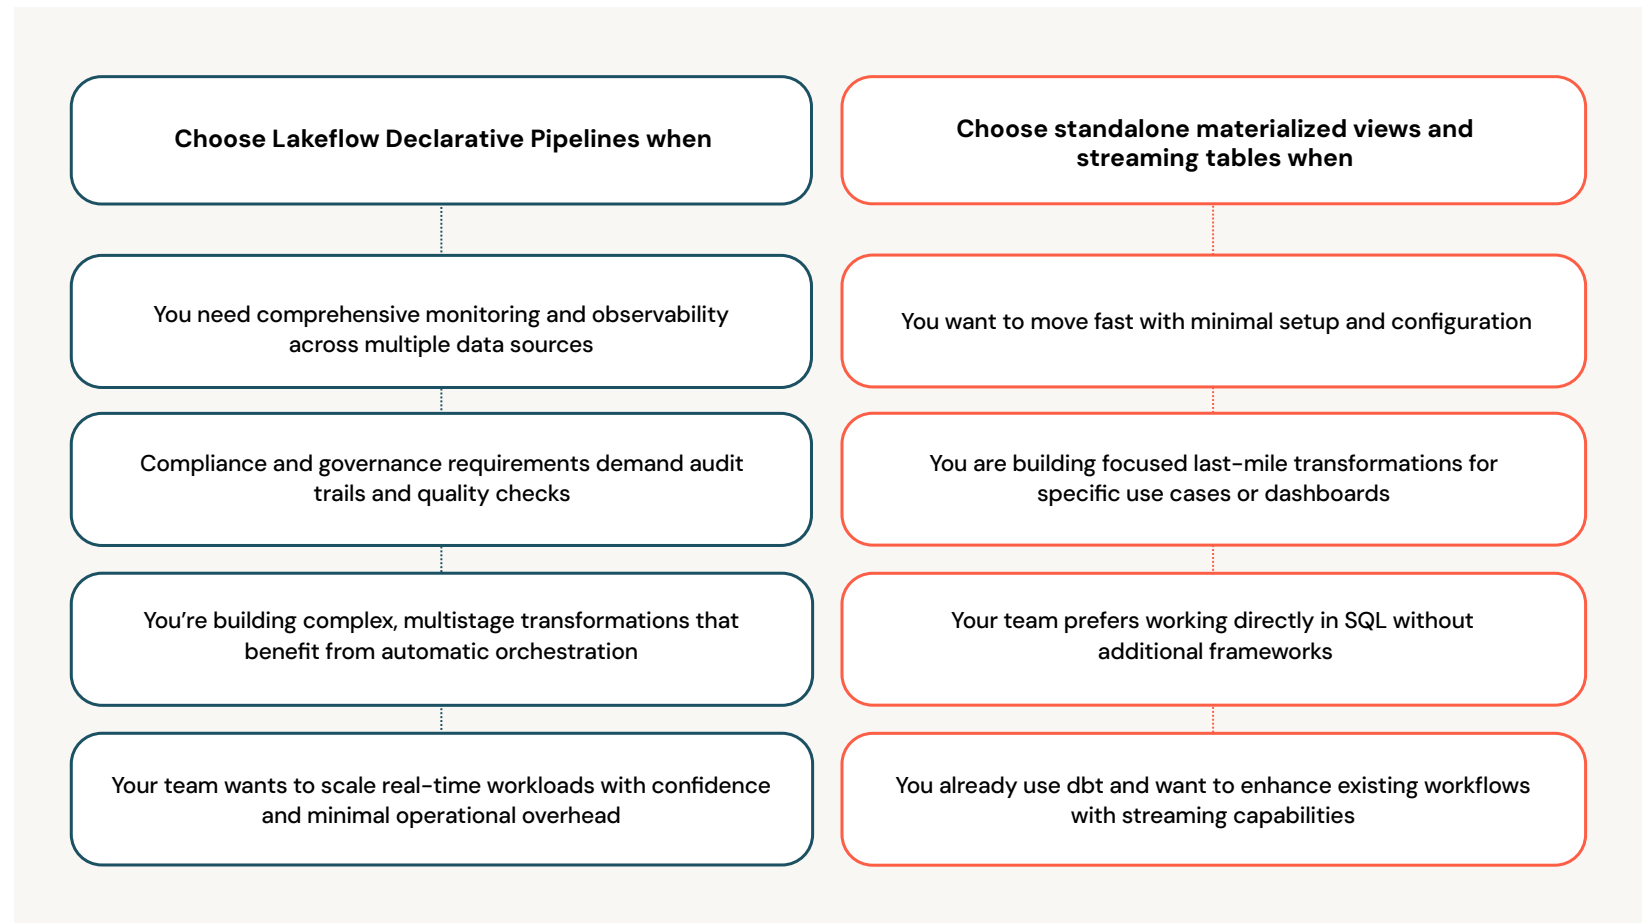 Choose Lakeflow Declarative Pipelines when
You need comprehensive monitoring and observability
across multiple data sources
Compliance and governance requirements demand audit
trails and quality checks
You’re building complex, multistage transformations that
benefit from automatic orchestration
Your team wants to scale real-time workloads with confidence
and minimal operational overhead
Choose standalone materialized views and
streaming tables when
You want to move fast with minimal setup and configuration
You are building focused last-mile transformations for
specific use cases or dashboards
Your team prefers working directly in SQL without
additional frameworks
You already use dbt and want to enhance existing workflows
with streaming capabilities